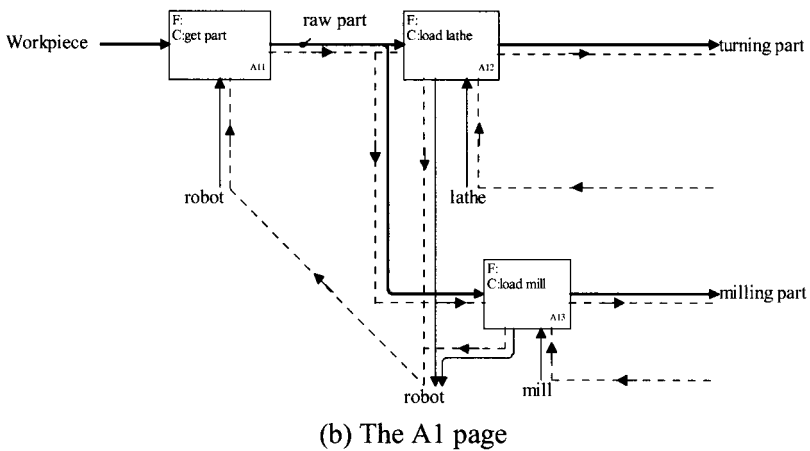 F:
C:get part
A11
Workpiece
raw part
F:
C:load lathe
A12
turning part
robot
lathe
F:
C:load mill
A13
milling part
robot
mill
(b) The A1 page